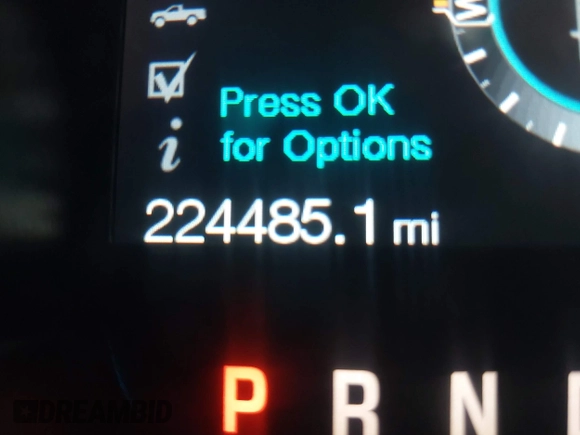 Press OK
for Options
i
224485.1 mi
P R N
DREAMBID